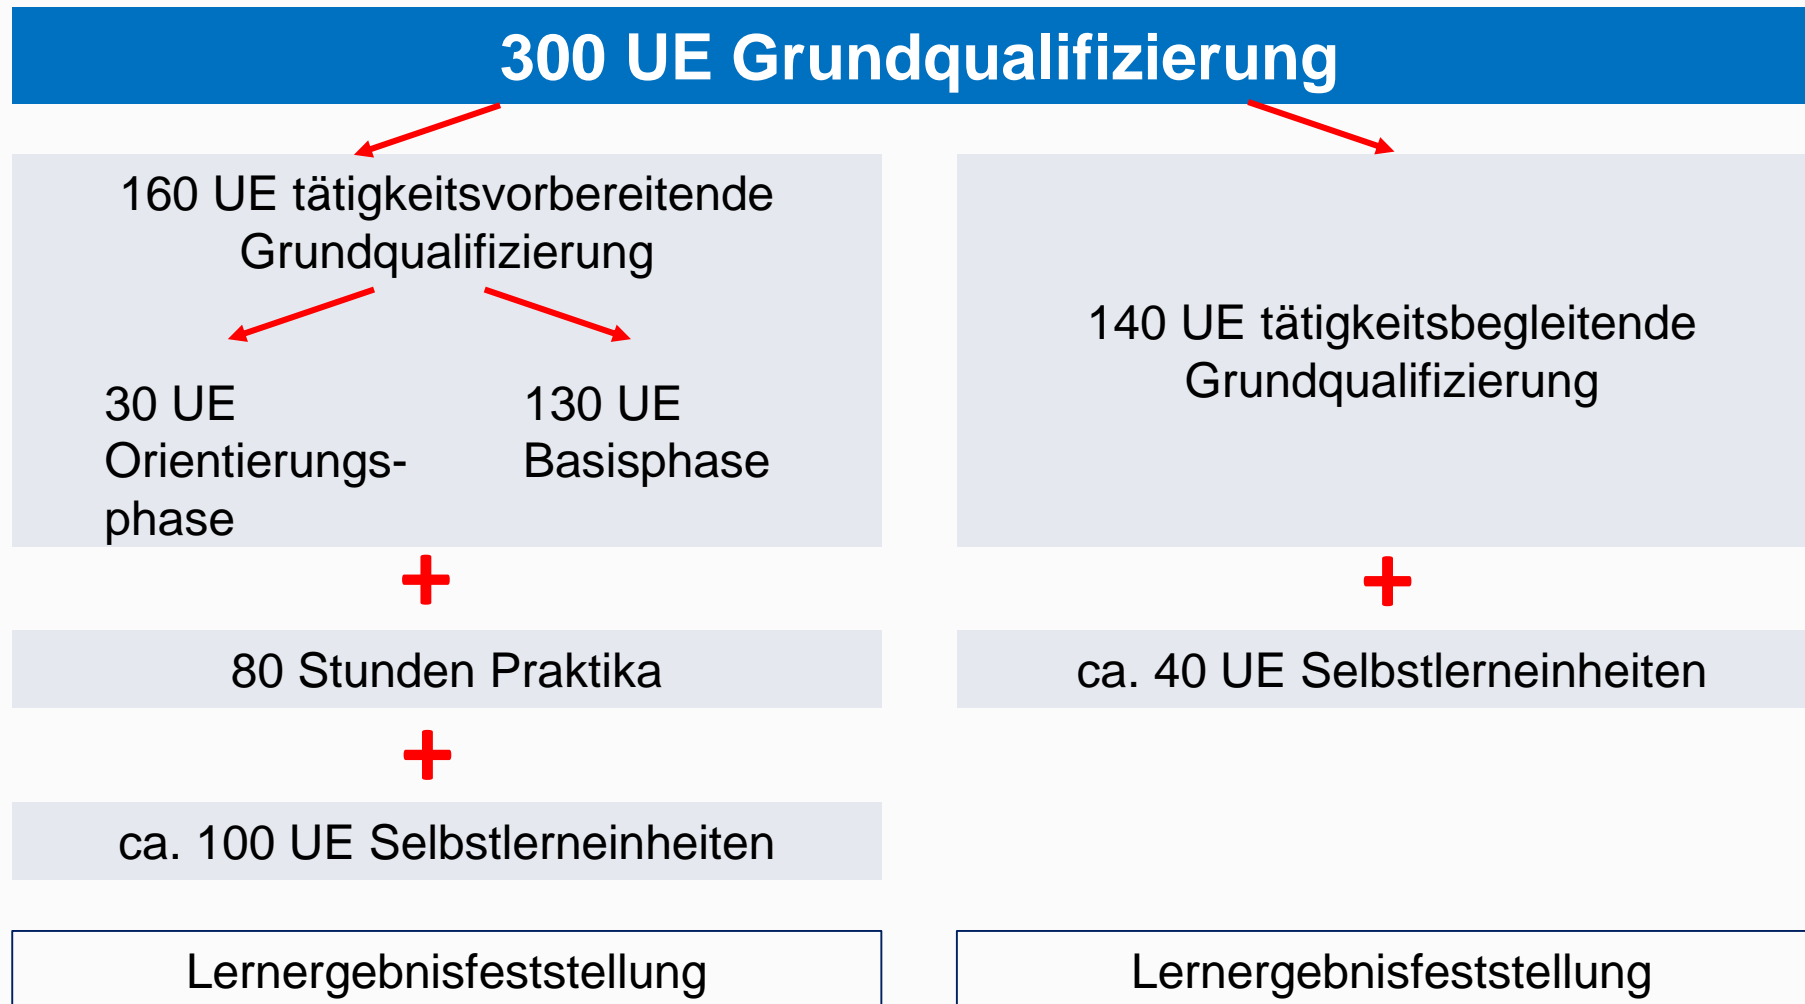 300 UE Grundqualifizierung
160 UE tätigkeitsvorbereitende
Grundqualifizierung
30 UE
Orientierungs-
phase
130 UE
Basisphase
+
80 Stunden Praktika
+
ca. 100 UE Selbstlerneinheiten
Lernergebnisfeststellung
140 UE tätigkeitsbegleitende
Grundqualifizierung
+
ca. 40 UE Selbstlerneinheiten
Lernergebnisfeststellung